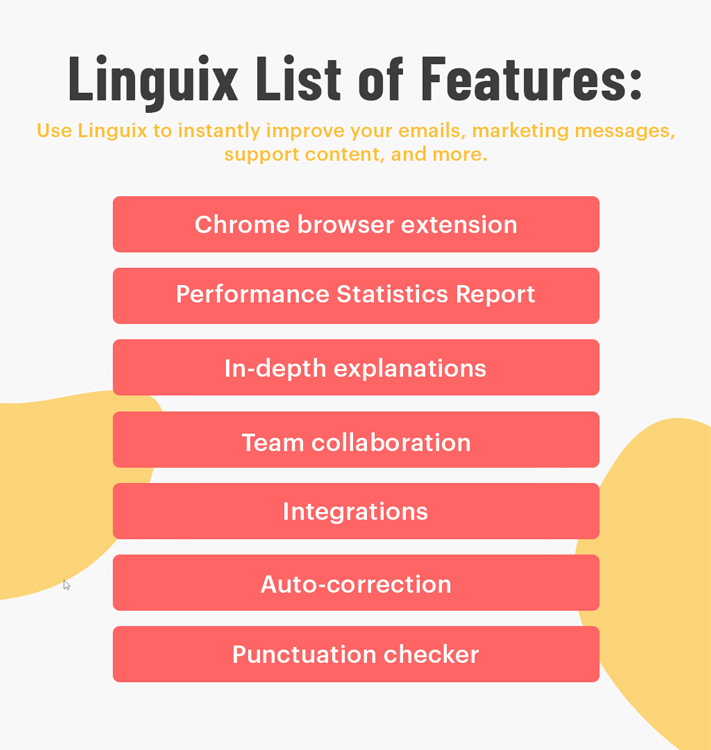 Linguix List of Features:
Use Linguix to instantly improve your emails, marketing messages,
support content, and more.
Chrome browser extension
Performance Statistics Report
In-depth explanations
Team collaboration
Integrations
Auto-correction
Punctuation checker